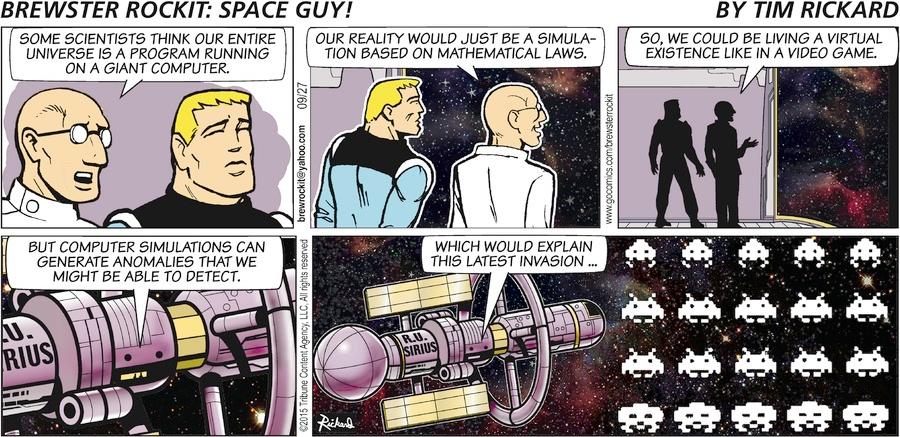 BREWSTER ROCKIT: SPACE GUY!
BY TIM RICKARD
SOME SCIENTISTS THINK OUR ENTIRE
UNIVERSE IS A PROGRAM RUNNING
ON A GIANT COMPUTER.
brewrockit@yahoo.com 09/27
OUR REALITY WOULD JUST BE A SIMULA-
TION BASED ON MATHEMATICAL LAWS.
www.gocomics.com/brewsterrockit
SO, WE COULD BE LIVING A VIRTUAL
EXISTENCE LIKE IN A VIDEO GAME.
BUT COMPUTER SIMULATIONS CAN
GENERATE ANOMALIES THAT WE
MIGHT BE ABLE TO DETECT.
.U.
IRIUS
©2015 Tribune Content Agency, LLC. All rights reserved
WHICH WOULD EXPLAIN
THIS LATEST INVASION ...
R.U.
SIRIUS
Rickard